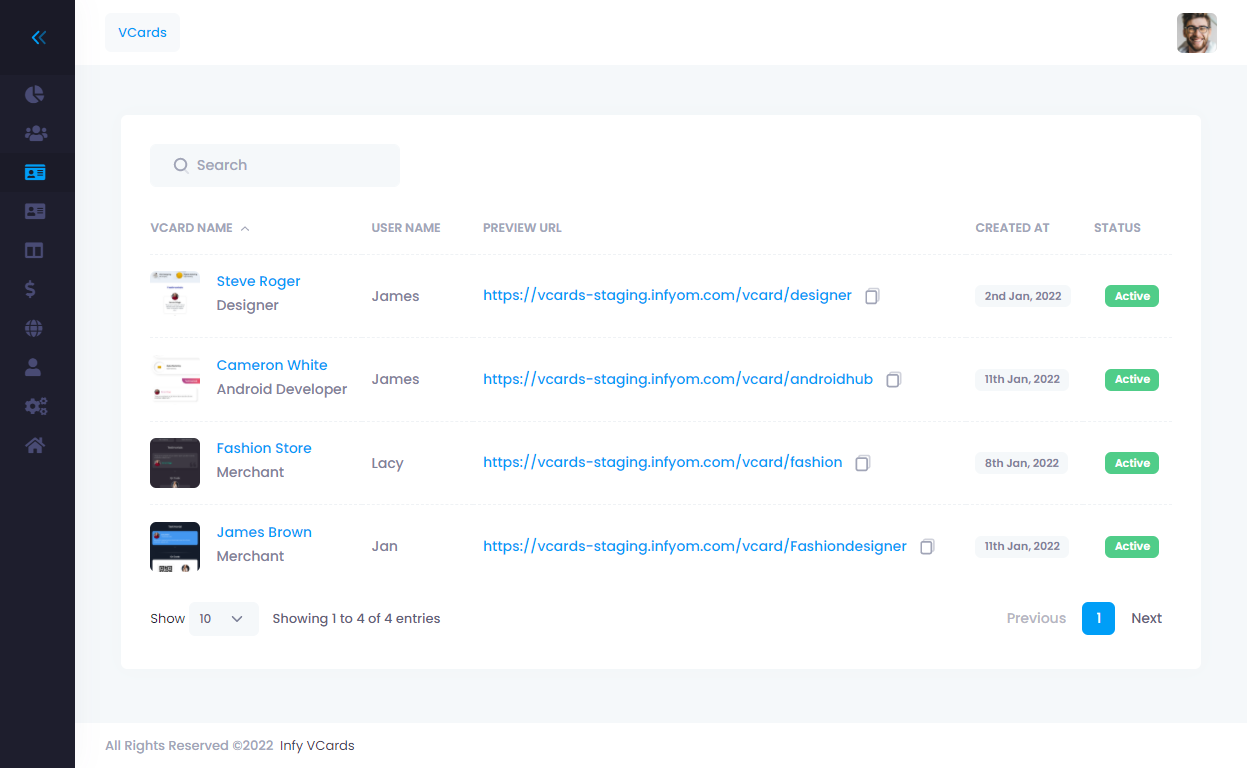 VCards
Search
VCARD NAME USER NAME PREVIEW URL CREATED AT STATUS
Steve Roger
Designer
James https://vcards-staging.infyom.com/vcard/designer 2nd Jan, 2022 Active
Cameron White
Android Developer
James https://vcards-staging.infyom.com/vcard/androidhub 11th Jan, 2022 Active
Fashion Store
Merchant
Lacy https://vcards-staging.infyom.com/vcard/fashion 8th Jan, 2022 Active
James Brown
Merchant
Jan https://vcards-staging.infyom.com/vcard/Fashiondesigner 11th Jan, 2022 Active
Show 10 Showing 1 to 4 of 4 entries Previous 1 Next
All Rights Reserved ©2022 Infy VCards